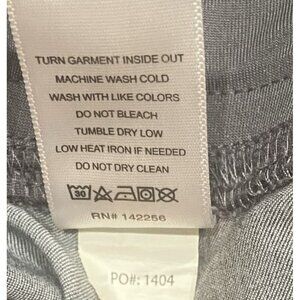 TURN GARMENT INSIDE OUT
MACHINE WASH COLD
WASH WITH LIKE COLORS
DO NOT BLEACH
TUMBLE DRY LOW
LOW HEAT IRON IF NEEDED
DO NOT DRY CLEAN
30
RN# 142256
PO#: 1404